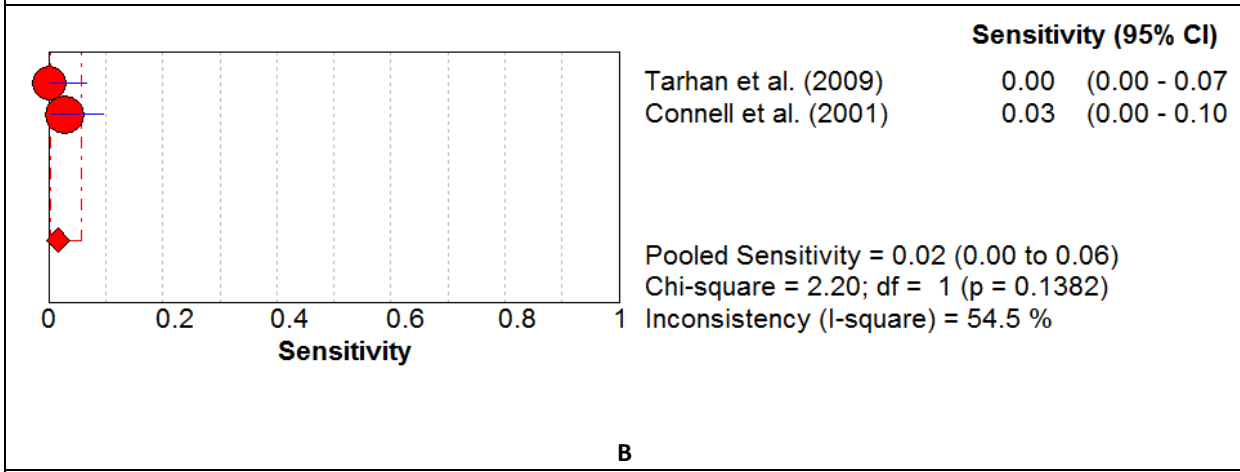 Sensitivity (95% CI)
Tarhan et al. (2009) 0.00 (0.00 - 0.07
Connell et al. (2001) 0.03 (0.00 - 0.10
Pooled Sensitivity = 0.02 (0.00 to 0.06)
Chi-square = 2.20; df = 1 (p = 0.1382)
Inconsistency (I-square) = 54.5 %
0 0.2 0.4 0.6 0.8 1
Sensitivity
B